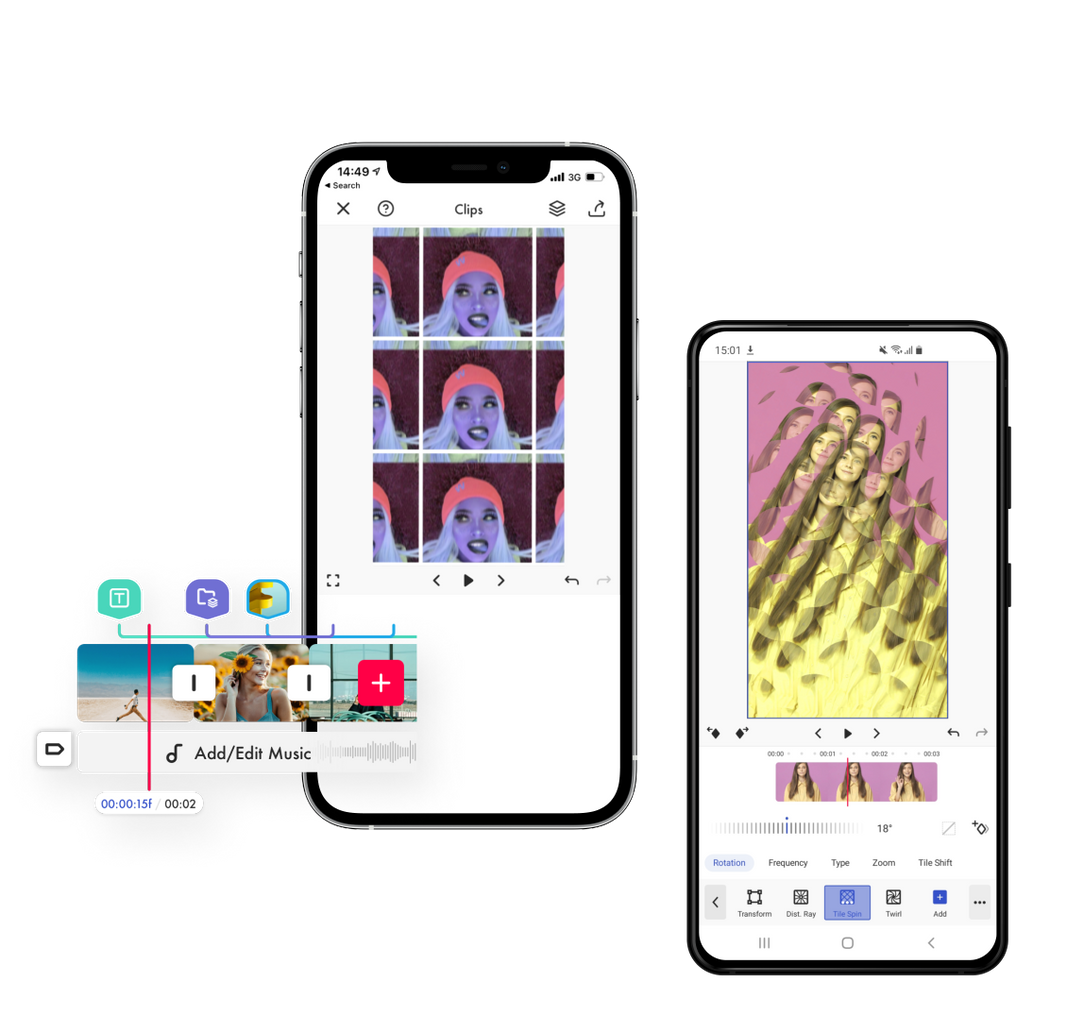 14:49
Search
3G
Clips
T
Add/Edit Music
00:00:15f / 00:02
15:01
00:00 00:01 00:02 00:03
18°
Rotation Frequency Type Zoom Tile Shift
Transform Dist. Ray Tile Spin Twirl Add